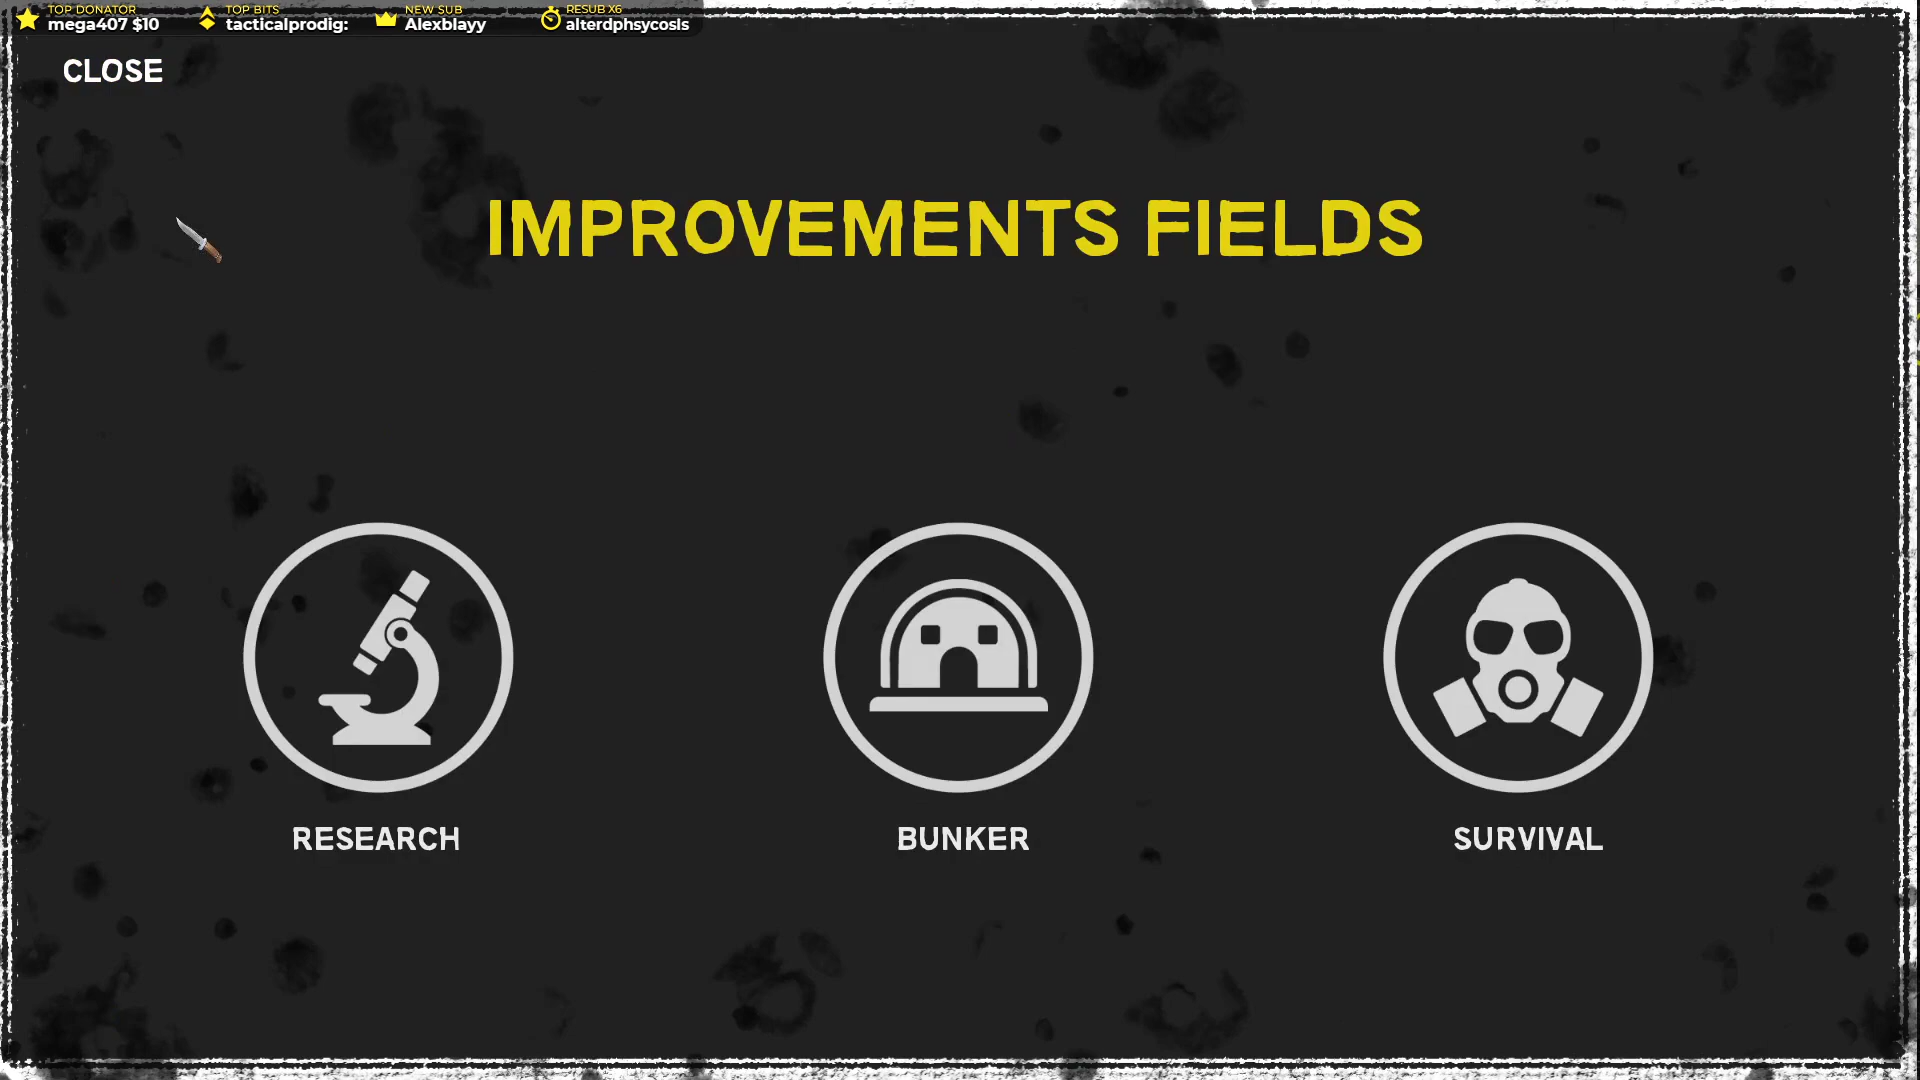 TOP DONATOR
mega407 $10
TOP BITS
tacticalprodig:
NEW SUB
Alexblayy
RESUB X6
alterdphsycosis
CLOSE
IMPROVEMENTS FIELDS
RESEARCH
BUNKER
SURVIVAL